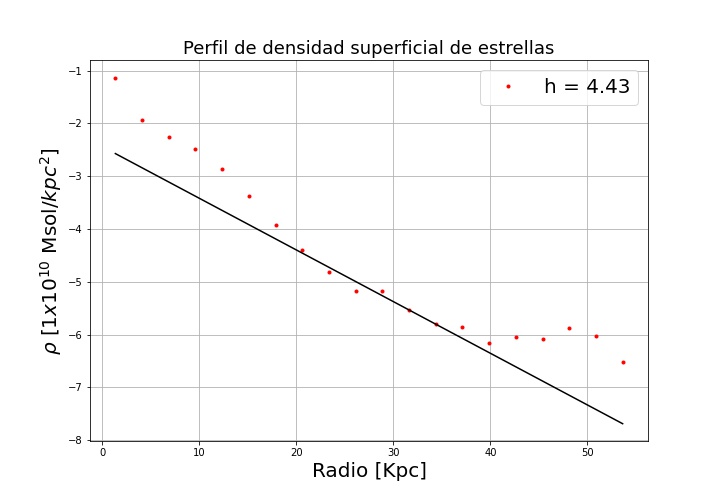 Perfil de densidad superficial de estrellas
h = 4.43
−1
−2
−3
−4
−5
−6
−7
−8
ρ [1x10¹⁰ Msol/kpc²]
0 10 20 30 40 50
Radio [Kpc]